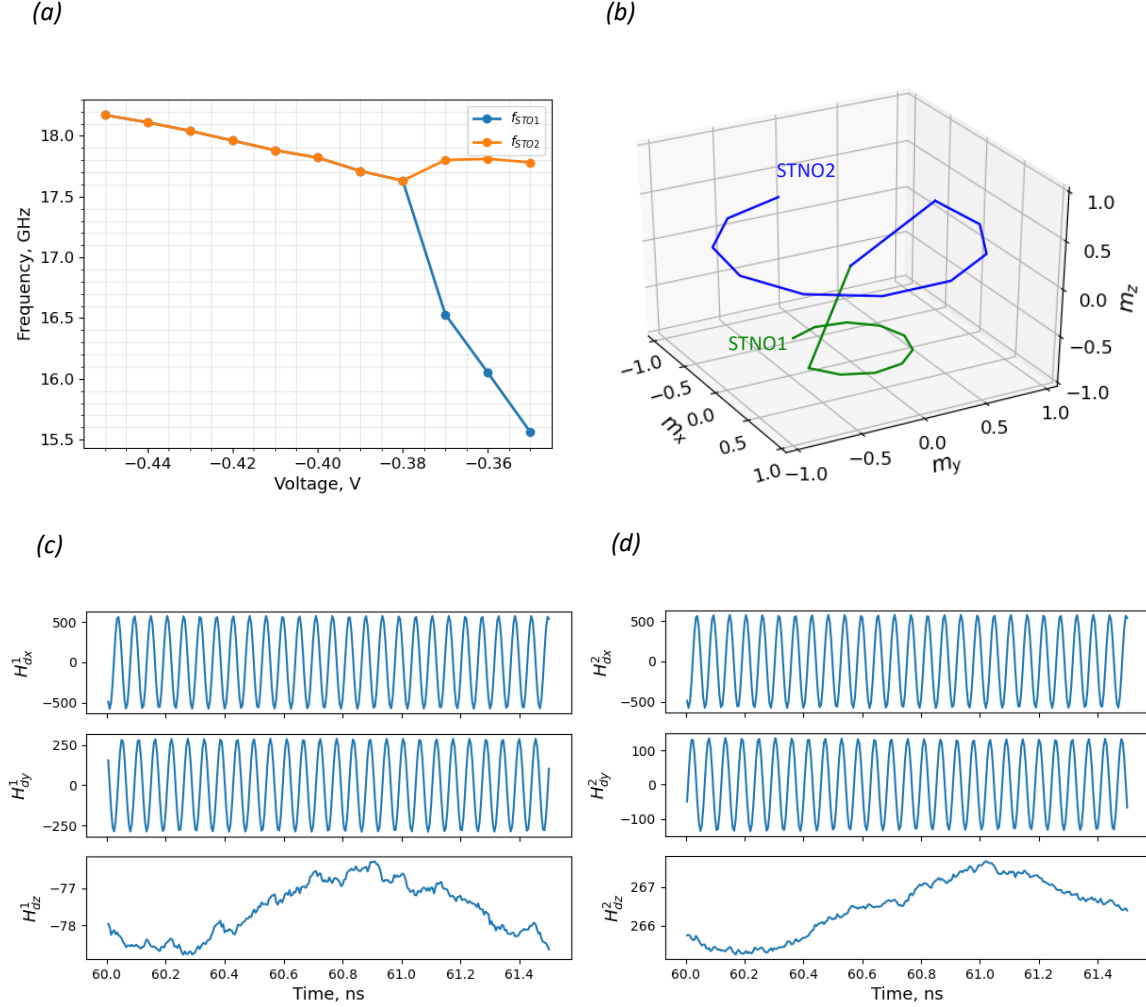 (a)
(b)
Frequency, GHz
18.0
17.5
17.0
16.5
16.0
15.5
f_STO1
f_STO2
−0.44
−0.42
−0.40
−0.38
−0.36
Voltage, V
STNO2
STNO1
1.0
0.5
0.0
−0.5
−1.0
m_z
−1.0
−0.5
0.0
0.5
1.0
m_x
−1.0
−0.5
0.0
0.5
1.0
m_y
(c)
(d)
H¹_dx
500
0
−500
H¹_dy
250
0
−250
H¹_dz
−77
−78
60.0
60.2
60.4
60.6
60.8
61.0
61.2
61.4
Time, ns
H²_dx
500
0
−500
H²_dy
100
0
−100
H²_dz
267
266
60.0
60.2
60.4
60.6
60.8
61.0
61.2
61.4
Time, ns